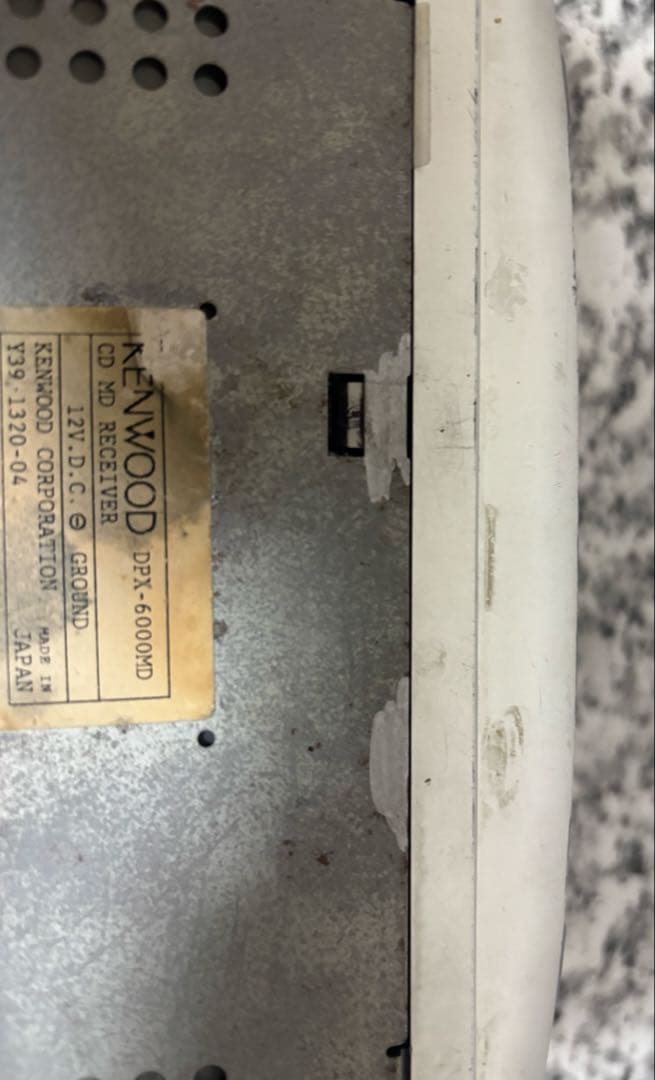 KENWOOD DPX-6000MD
CD MD RECEIVER
12V.D.C. ⊖ GROUND
KENWOOD CORPORATION MADE IN JAPAN
Y39-1320-04